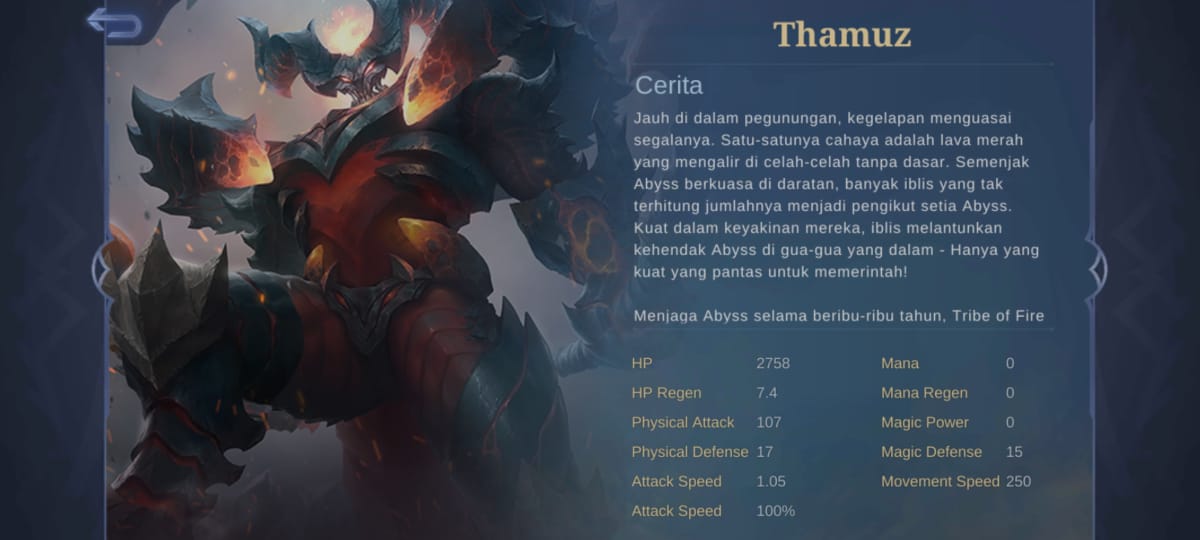 Thamuz
Cerita
Jauh di dalam pegunungan, kegelapan menguasai
segalanya. Satu-satunya cahaya adalah lava merah
yang mengalir di celah-celah tanpa dasar. Semenjak
Abyss berkuasa di daratan, banyak iblis yang tak
terhitung jumlahnya menjadi pengikut setia Abyss.
Kuat dalam keyakinan mereka, iblis melantunkan
kehendak Abyss di gua-gua yang dalam - Hanya yang
kuat yang pantas untuk memerintah!
Menjaga Abyss selama beribu-ribu tahun, Tribe of Fire
HP 2758 Mana 0
HP Regen 7.4 Mana Regen 0
Physical Attack 107 Magic Power 0
Physical Defense 17 Magic Defense 15
Attack Speed 1.05 Movement Speed 250
Attack Speed 100%